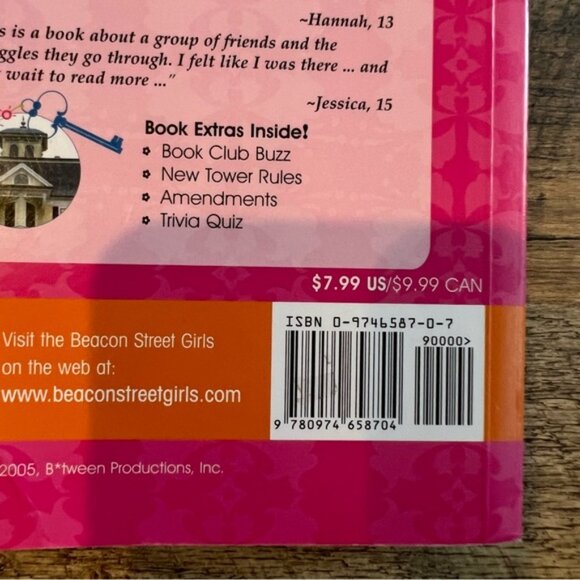 ~Hannah, 13
s is a book about a group of friends and the
ggles they go through. I felt like I was there ... and
wait to read more ..."
~Jessica, 15
Book Extras Inside!
Book Club Buzz
New Tower Rules
Amendments
Trivia Quiz
$7.99 US/$9.99 CAN
ISBN 0-9746587-0-7
90000>
9 780974 658704
Visit the Beacon Street Girls
on the web at:
www.beaconstreetgirls.com
2005, B*tween Productions, Inc.